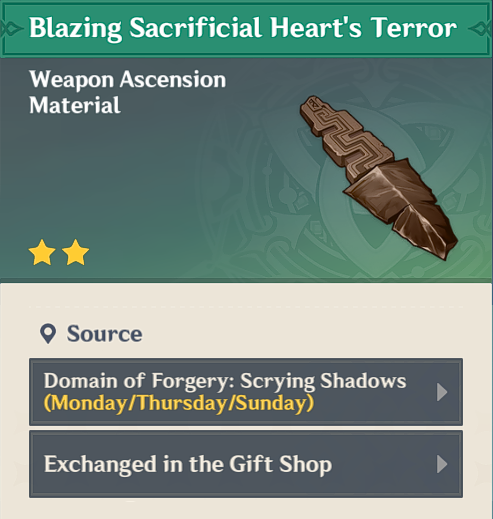 Blazing Sacrificial Heart's Terror
Weapon Ascension
Material
Source
Domain of Forgery: Scrying Shadows
(Monday/Thursday/Sunday)
Exchanged in the Gift Shop